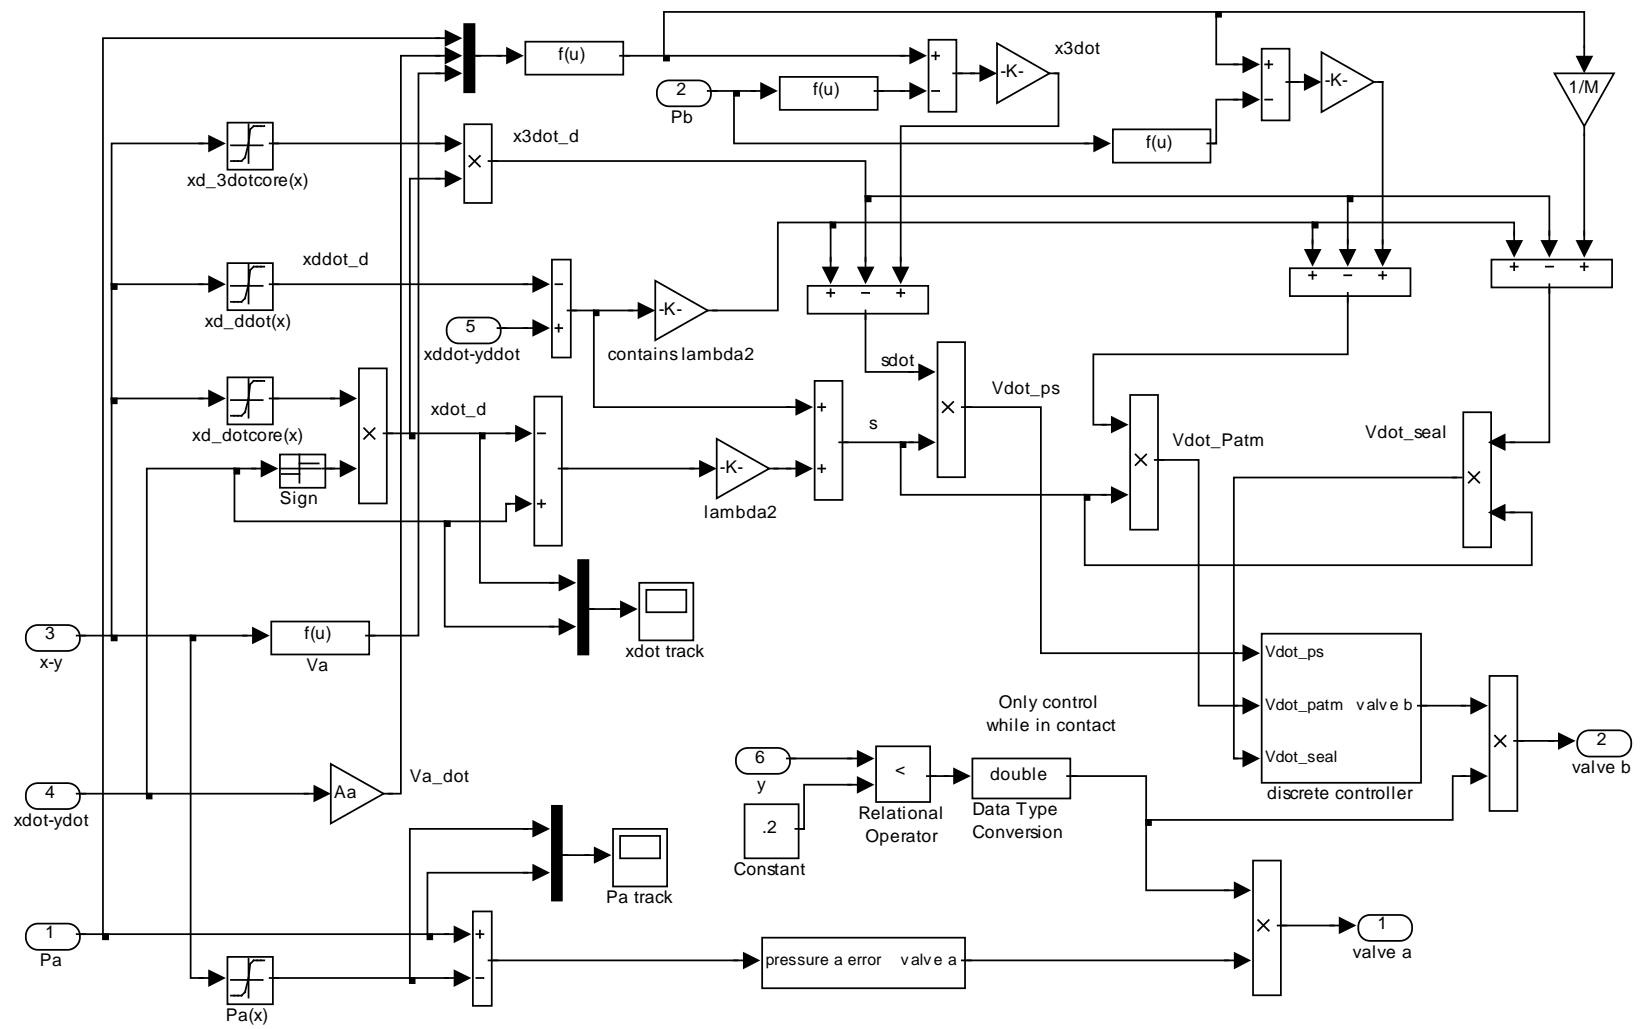 f(u)
+
−
-K-
x3dot
2
Pb
f(u)
+
−
-K-
1/M
f(u)
xd_3dotcore(x)
×
x3dot_d
xddot_d
xd_ddot(x)
−
+
5
xddot-yddot
-K-
contains lambda2
+ − +
+ − +
+ − +
sdot
×
Vdot_ps
xd_dotcore(x)
Sign
×
xdot_d
−
+
-K-
lambda2
+
+
s
×
Vdot_Patm
Vdot_seal
×
xdot track
3
x-y
f(u)
Va
4
xdot-ydot
Aa
Va_dot
Only control
while in contact
6
y
.2
Constant
<
Relational
Operator
double
Data Type
Conversion
Vdot_ps
Vdot_patm
valve b
Vdot_seal
discrete controller
×
2
valve b
Pa track
1
Pa
Pa(x)
+
−
pressure a error
valve a
×
1
valve a